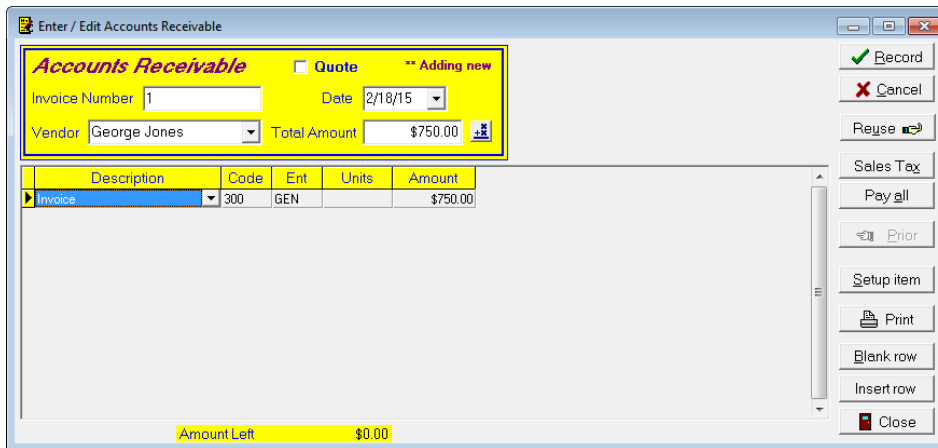 Enter / Edit Accounts Receivable
Accounts Receivable Quote ** Adding new
Invoice Number 1 Date 2/18/15
Vendor George Jones Total Amount $750.00
Description Code Ent Units Amount
Invoice 300 GEN $750.00
Amount Left $0.00
Record
Cancel
Reuse
Sales Tax
Pay all
Prior
Setup item
Print
Blank row
Insert row
Close